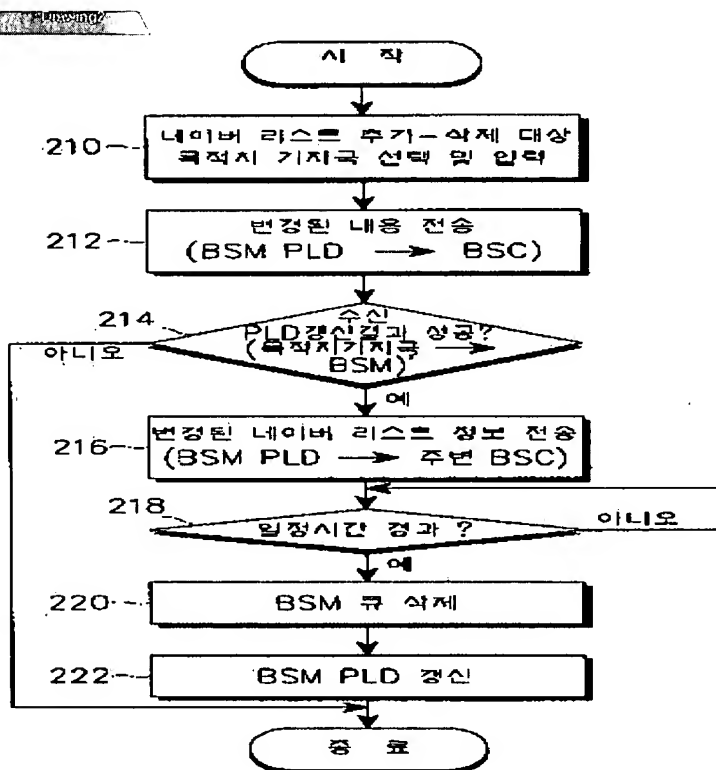 시 작
210
네이버 리스트 추가-삭제 대상
목적지 기지국 선택 및 입력
212
변경된 내용 전송
(BSM PLD → BSC)
214
수신
PLD갱신결과 성공?
(목적지기지국 →
BSM)
아니오
예
216
변경된 네이버 리스트 정보 전송
(BSM PLD → 주변 BSC)
218
일정시간 경과 ?
아니오
예
220
BSM 큐 삭제
222
BSM PLD 갱신
종 료